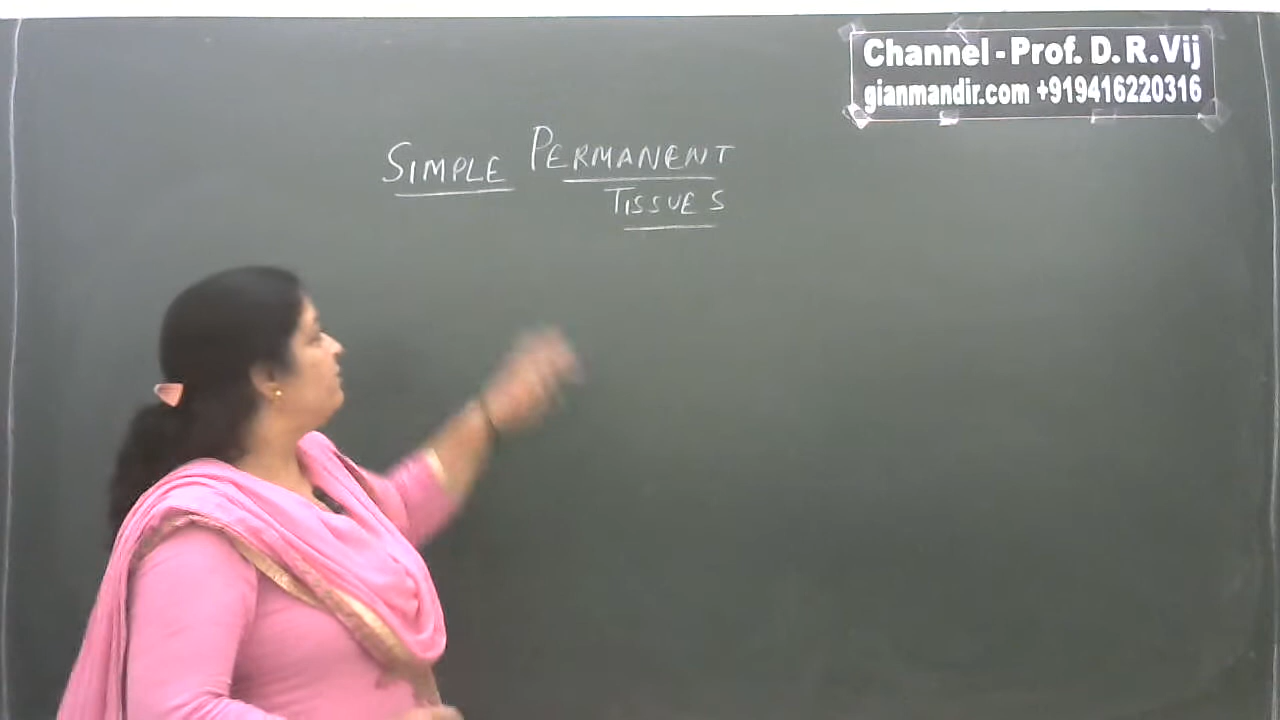 Channel - Prof. D. R. Vij
gianmandir.com +919416220316
SIMPLE PERMANENT
TISSUES